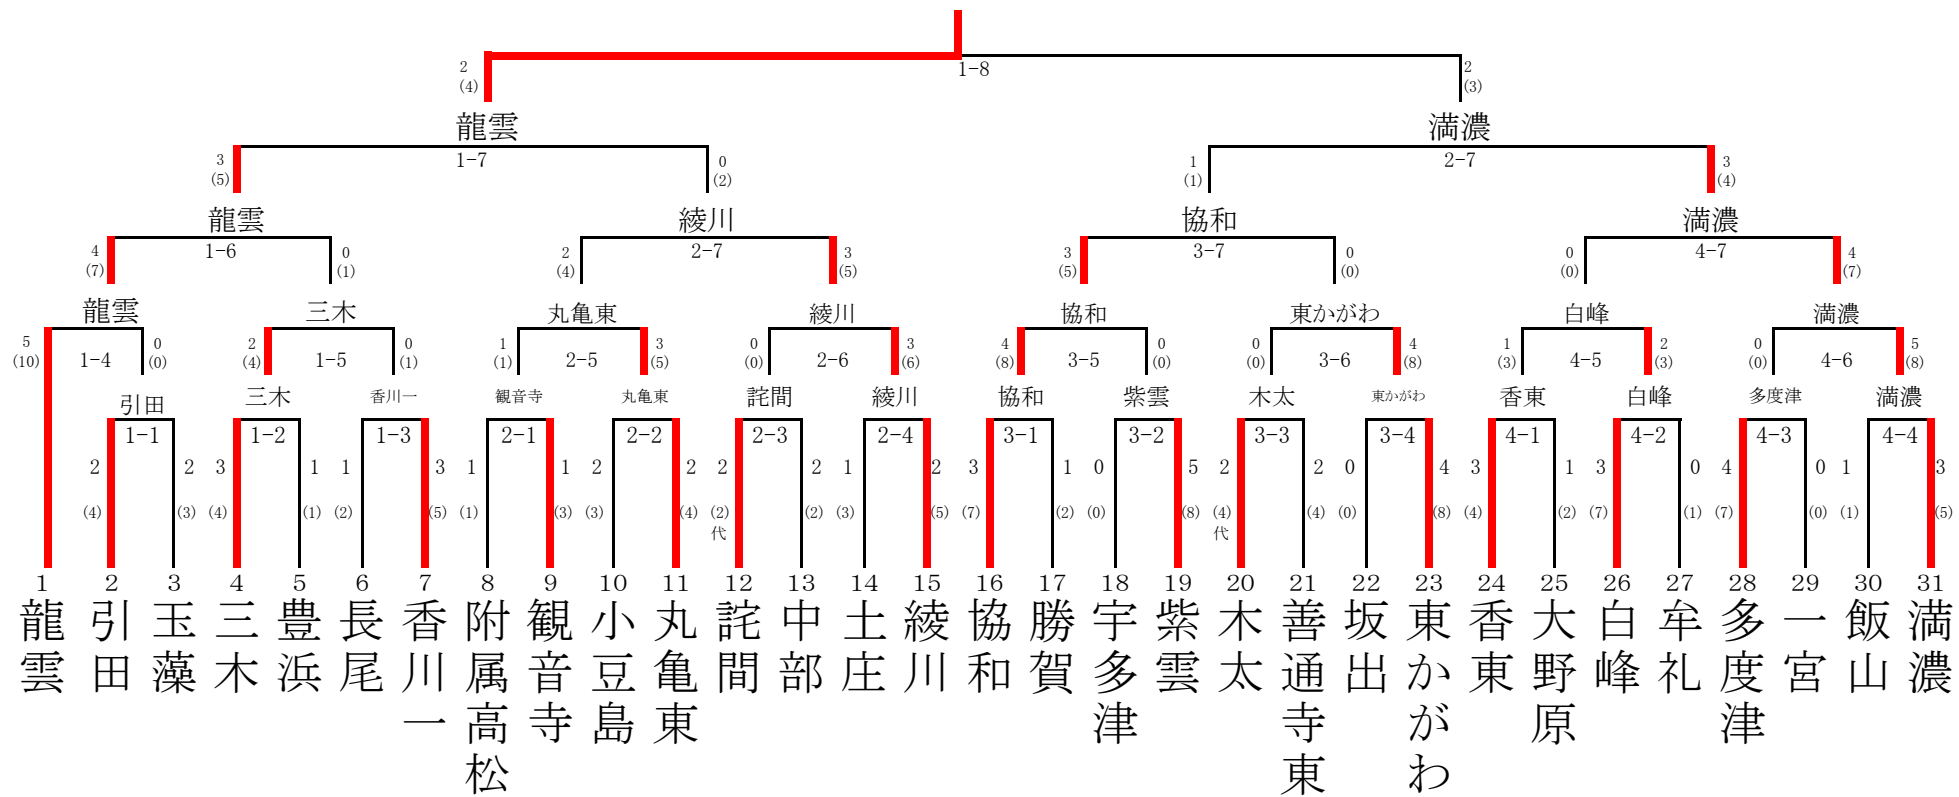 2 2
(4) 1-8 (3)
龍雲 満濃
3 1-7 0 1 2-7 3
(5) (2) (1) (4)
龍雲 綾川 協和 満濃
4 1-6 0 2 2-7 3 3 3-7 0 0 4-7 4
(7) (1) (4) (5) (5) (0) (0) (7)
龍雲 三木 丸亀東 綾川 協和 東かがわ 白峰 満濃
5 0 2 0 1 3 0 3 4 0 0 4 1 2 0 5
(10) 1-4 (0) (4) 1-5 (1) (1) 2-5 (5) (0) 2-6 (6) (8) 3-5 (0) (0) 3-6 (8) (3) 4-5 (3) (0) 4-6 (8)
引田 三木 香川一 観音寺 丸亀東 詫間 綾川 協和 紫雲 木太 東かがわ 香東 白峰 多度津 満濃
1-1 1-2 1-3 2-1 2-2 2-3 2-4 3-1 3-2 3-3 3-4 4-1 4-2 4-3 4-4
2 2 3 1 1 3 1 1 2 2 2 2 1 2 3 1 0 5 2 2 0 4 3 1 3 0 4 0 1 3
(4) (3) (4) (1) (2) (5) (1) (3) (3) (4) (2) (2) (3) (5) (7) (2) (0) (8) (4) (4) (0) (8) (4) (2) (7) (1) (7) (0) (1) (5)
代 代
1 2 3 4 5 6 7 8 9 10 11 12 13 14 15 16 17 18 19 20 21 22 23 24 25 26 27 28 29 30 31
龍雲
引田
玉藻
三木
豊浜
長尾
香川一
附属高松
観音寺
小豆島
丸亀東
詫間
中部
土庄
綾川
協和
勝賀
宇多津
紫雲
木太
善通寺東
坂出
東かがわ
香東
大野原
白峰
牟礼
多度津
一宮
飯山
満濃